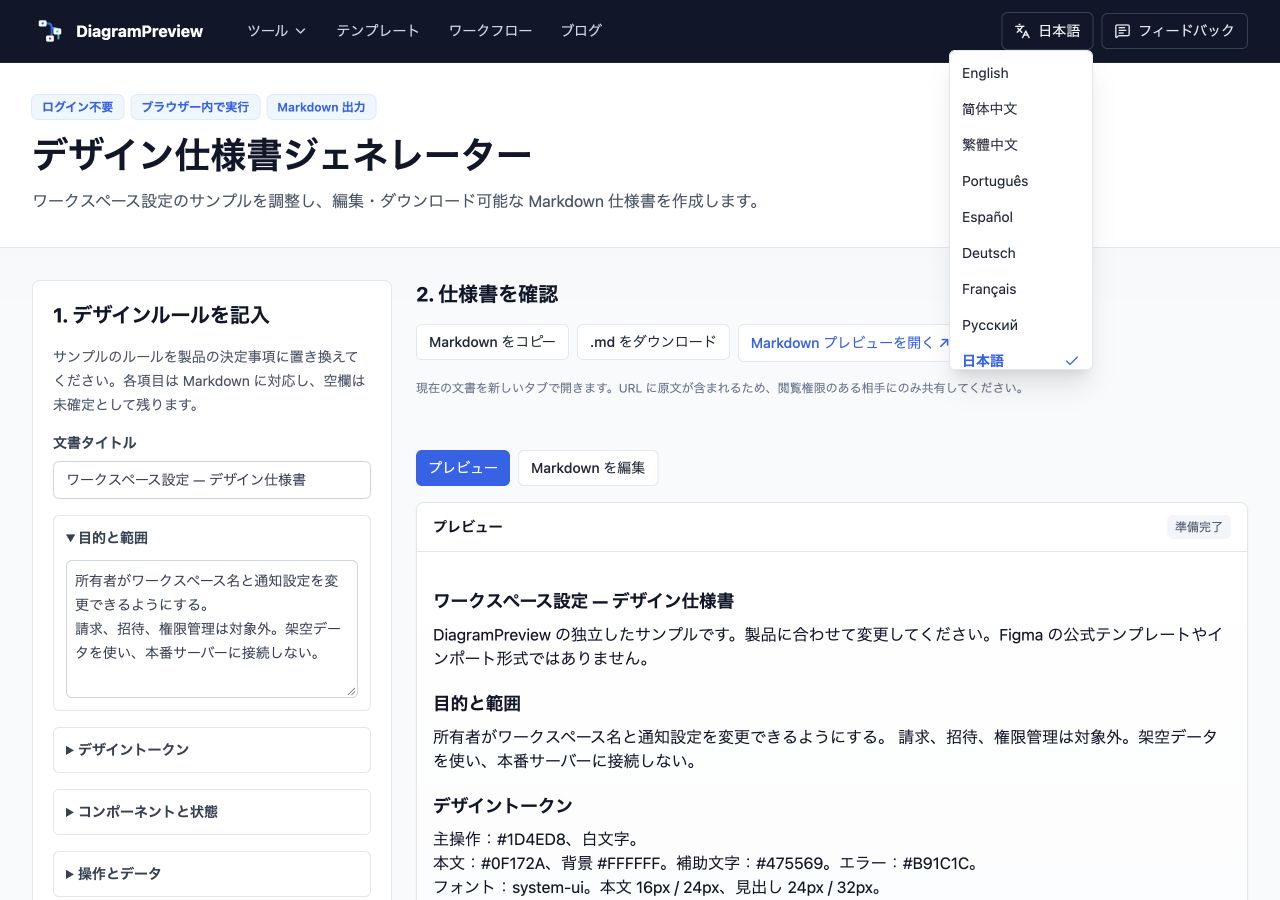 DiagramPreview
ツール
テンプレート
ワークフロー
ブログ
日本語
フィードバック
English
简体中文
繁體中文
Português
Español
Deutsch
Français
Русский
日本語
ログイン不要
ブラウザー内で実行
Markdown 出力
デザイン仕様書ジェネレーター
ワークスペース設定のサンプルを調整し、編集・ダウンロード可能な Markdown 仕様書を作成します。
1. デザインルールを記入
サンプルのルールを製品の決定事項に置き換えて
ください。各項目は Markdown に対応し、空欄は
未確定として残ります。
文書タイトル
ワークスペース設定 — デザイン仕様書
▼目的と範囲
所有者がワークスペース名と通知設定を変
更できるようにする。
請求、招待、権限管理は対象外。架空デー
タを使い、本番サーバーに接続しない。
▶デザイントークン
▶コンポーネントと状態
▶操作とデータ
2. 仕様書を確認
Markdown をコピー
.md をダウンロード
Markdown プレビューを開く ↗
現在の文書を新しいタブで開きます。URL に原文が含まれるため、閲覧権限のある相手にのみ共有してください。
プレビュー
Markdown を編集
プレビュー
準備完了
ワークスペース設定 — デザイン仕様書
DiagramPreview の独立したサンプルです。製品に合わせて変更してください。Figma の公式テンプレートやイ
ンポート形式ではありません。
目的と範囲
所有者がワークスペース名と通知設定を変更できるようにする。 請求、招待、権限管理は対象外。架空データ
を使い、本番サーバーに接続しない。
デザイントークン
主操作：#1D4ED8、白文字。
本文：#0F172A、背景 #FFFFFF。補助文字：#475569。エラー：#B91C1C。
フォント：system-ui。本文 16px / 24px、見出し 24px / 32px。